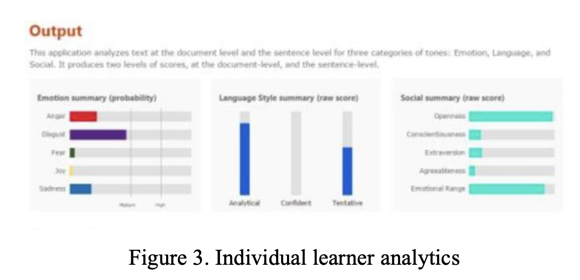 Output
This application analyzes text at the document level and the sentence level for three categories of tones: Emotion, Language, and
Social. It produces two levels of scores, at the document-level, and the sentence-level.
Emotion summary (probability)
Anger
Disgust
Fear
Joy
Sadness
Medium
High
Language Style summary (raw score)
Analytical
Confident
Tentative
Social summary (raw score)
Openness
Conscientiousness
Extraversion
Agreeableness
Emotional Range
Figure 3. Individual learner analytics